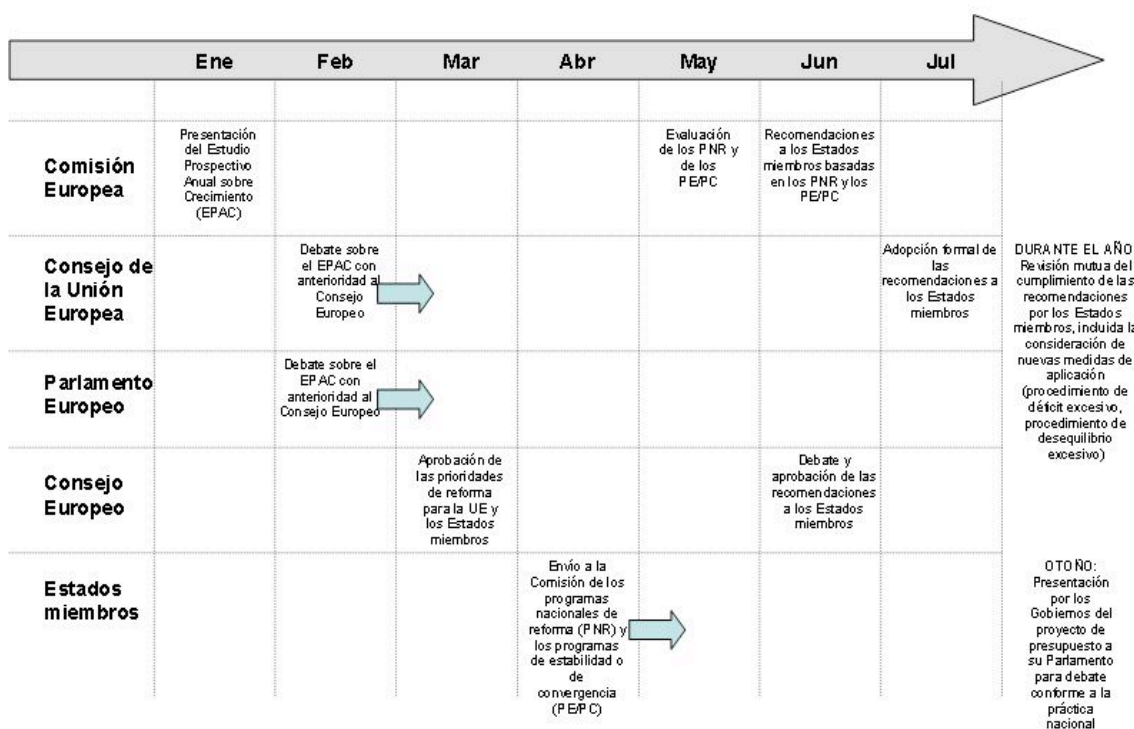 Ene Feb Mar Abr May Jun Jul
Comisión
Europea
Presentación
del Estudio
Prospectivo
Anual sobre
Crecimiento
(EPAC)
Evaluación
de los PNR y
de los
PE/PC
Recomendaciones
a los Estados
miembros basadas
en los PNR y los
PE/PC
Consejo de
la Unión
Europea
Debate sobre
el EPAC con
anterioridad al
Consejo
Europeo
Adopción formal de
las
recomendaciones a
los Estados
miembros
DURANTE EL AÑO
Revisión mutua del
cumplimiento de las
recomendaciones
por los Estados
miembros, incluida la
consideración de
nuevas medidas de
aplicación
(procedimiento de
déficit excesivo,
procedimiento de
desequilibrio
excesivo)
Parlamento
Europeo
Debate sobre el
EPAC con
anterioridad al
Consejo Europeo
Consejo
Europeo
Aprobación de
las prioridades
de reforma
para la UE y
los Estados
miembros
Debate y
aprobación de las
recomendaciones
a los Estados
miembros
Estados
miembros
Envío a la
Comisión de los
programas
nacionales de
reforma (PNR) y
los programas
de estabilidad o
de
convergencia
(PE/PC)
OTOÑO:
Presentación
por los
Gobiernos del
proyecto de
presupuesto a
su Parlamento
para debate
conforme a la
práctica
nacional